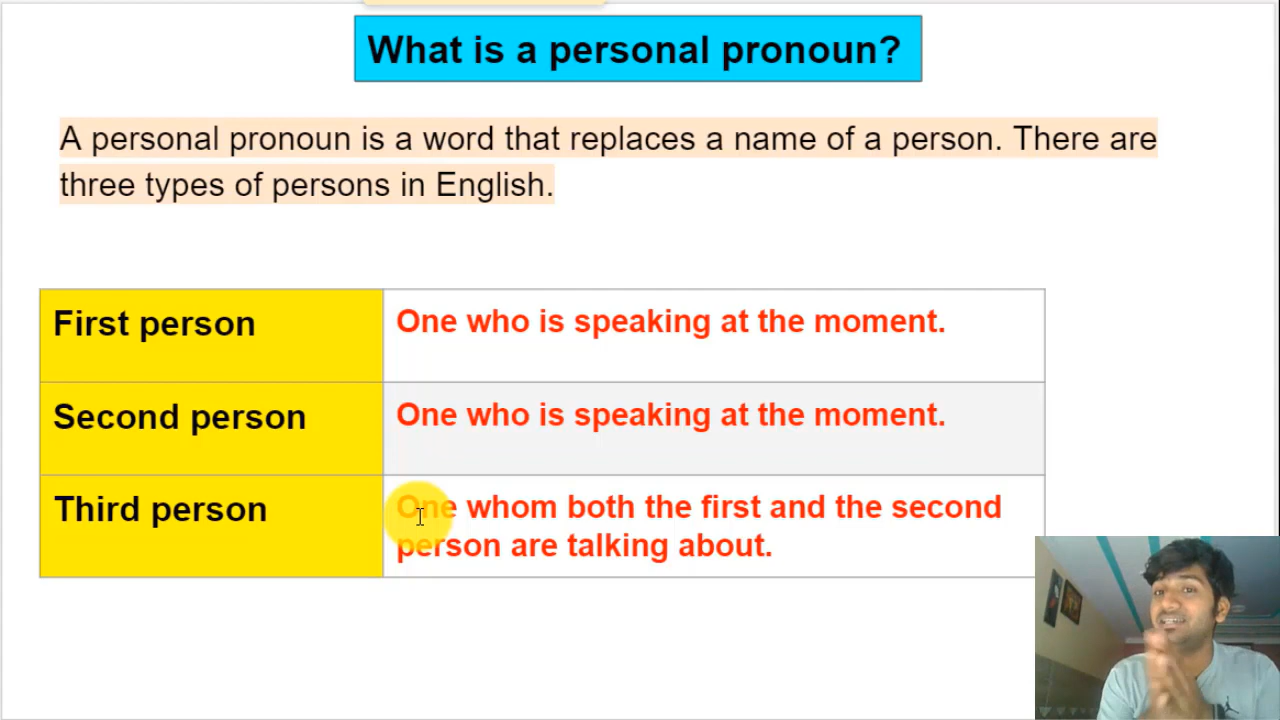 What is a personal pronoun?
A personal pronoun is a word that replaces a name of a person. There are
three types of persons in English.
First person
One who is speaking at the moment.
Second person
One who is speaking at the moment.
Third person
One whom both the first and the second
person are talking about.